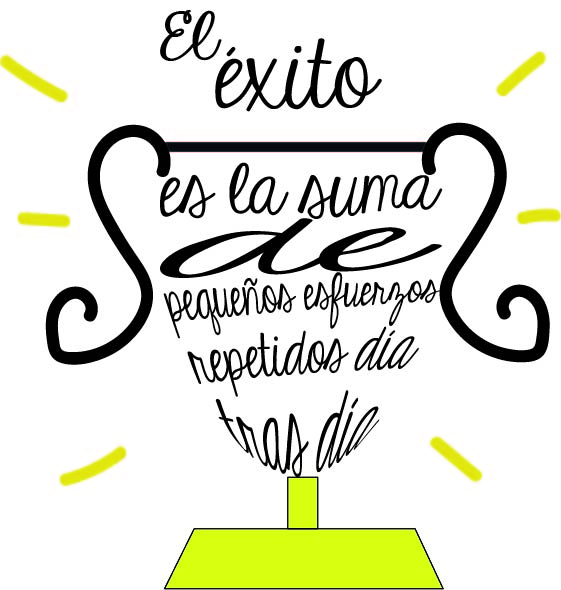 El
éxito
es la suma
de
pequeños esfuerzos
repetidos día
tras día